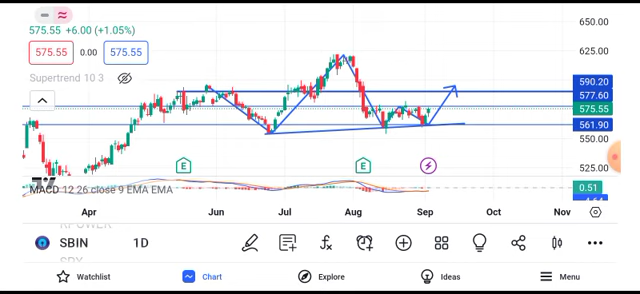 575.55 +6.00 (+1.05%)
650.00
625.00
575.55 0.00 575.55
Supertrend 10 3
590.20
577.60
575.55
561.90
550.00
525.00
E E
MACD 12 26 close 9 EMA EMA
0.51
Apr Jun Jul Aug Sep Oct Nov
SBIN 1D
Watchlist Chart Explore Ideas Menu